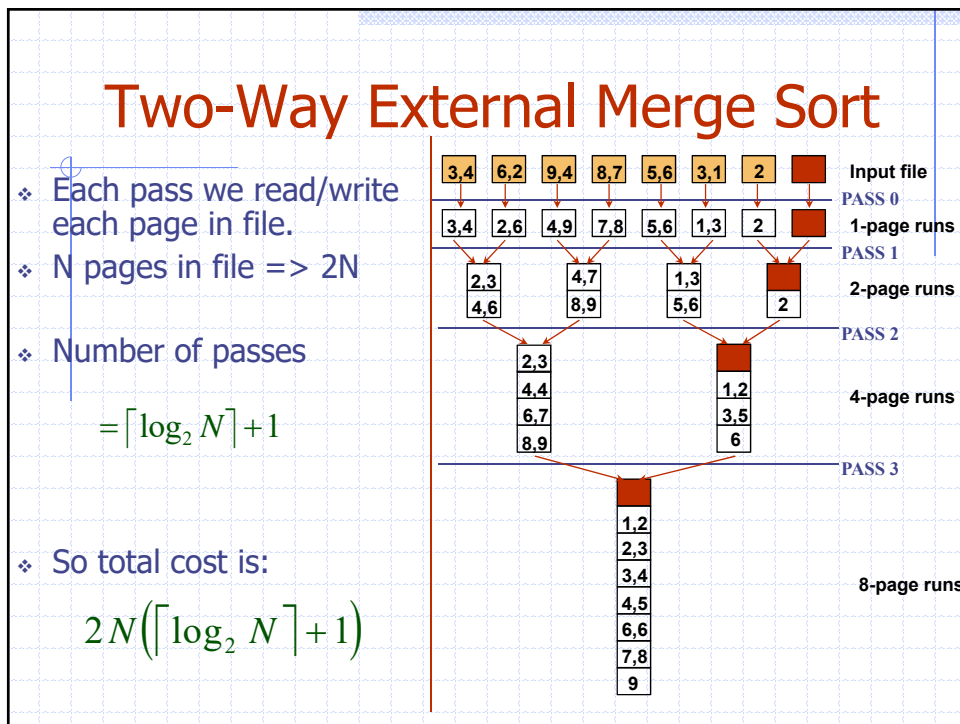 Two-Way External Merge Sort
❖ Each pass we read/write
each page in file.
❖ N pages in file => 2N
❖ Number of passes
= ⌈log₂ N⌉ + 1
❖ So total cost is:
2N(⌈log₂ N⌉ + 1)
3,4 6,2 9,4 8,7 5,6 3,1 2 Input file
PASS 0
3,4 2,6 4,9 7,8 5,6 1,3 2 1-page runs
PASS 1
2,3 4,7 1,3
4,6 8,9 5,6 2
2-page runs
PASS 2
2,3
4,4 1,2
6,7 3,5
8,9 6
4-page runs
PASS 3
1,2
2,3
3,4
4,5
6,6
7,8
9
8-page runs